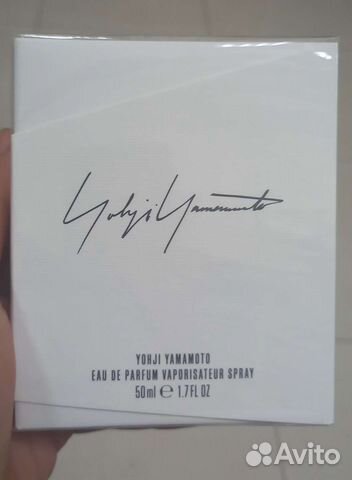 Yohji Yamamoto
YOHJI YAMAMOTO
EAU DE PARFUM VAPORISATEUR SPRAY
50ml ℮ 1.7FL OZ
Avito